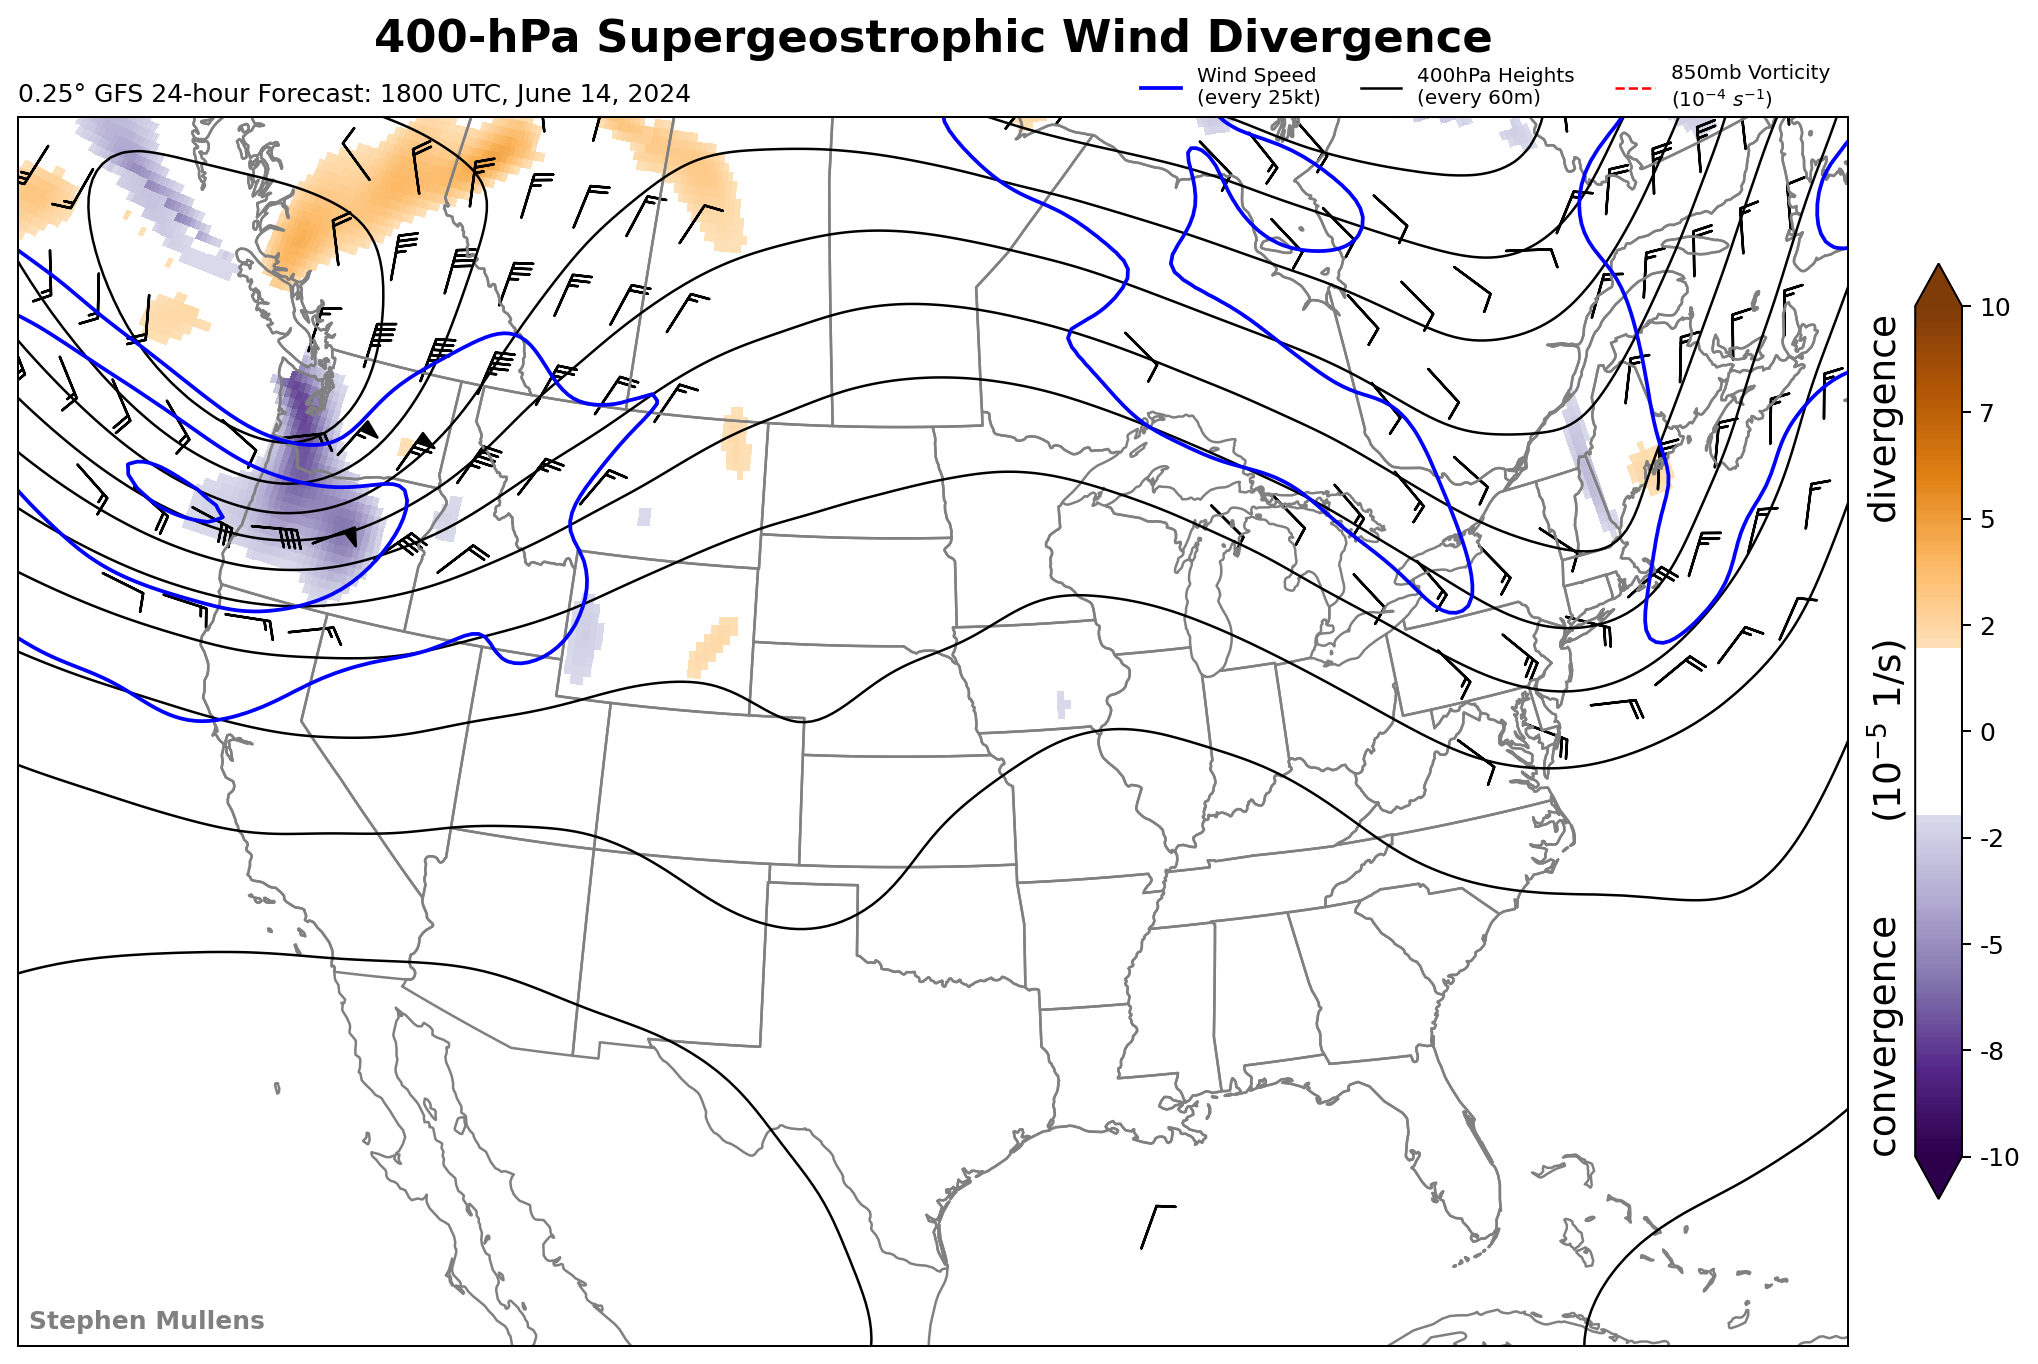 400-hPa Supergeostrophic Wind Divergence
0.25° GFS 24-hour Forecast: 1800 UTC, June 14, 2024
Wind Speed
(every 25kt)
400hPa Heights
(every 60m)
850mb Vorticity
(10⁻⁴ s⁻¹)
10
7
5
2
0
-2
-5
-8
-10
convergence (10⁻⁵ 1/s) divergence
Stephen Mullens